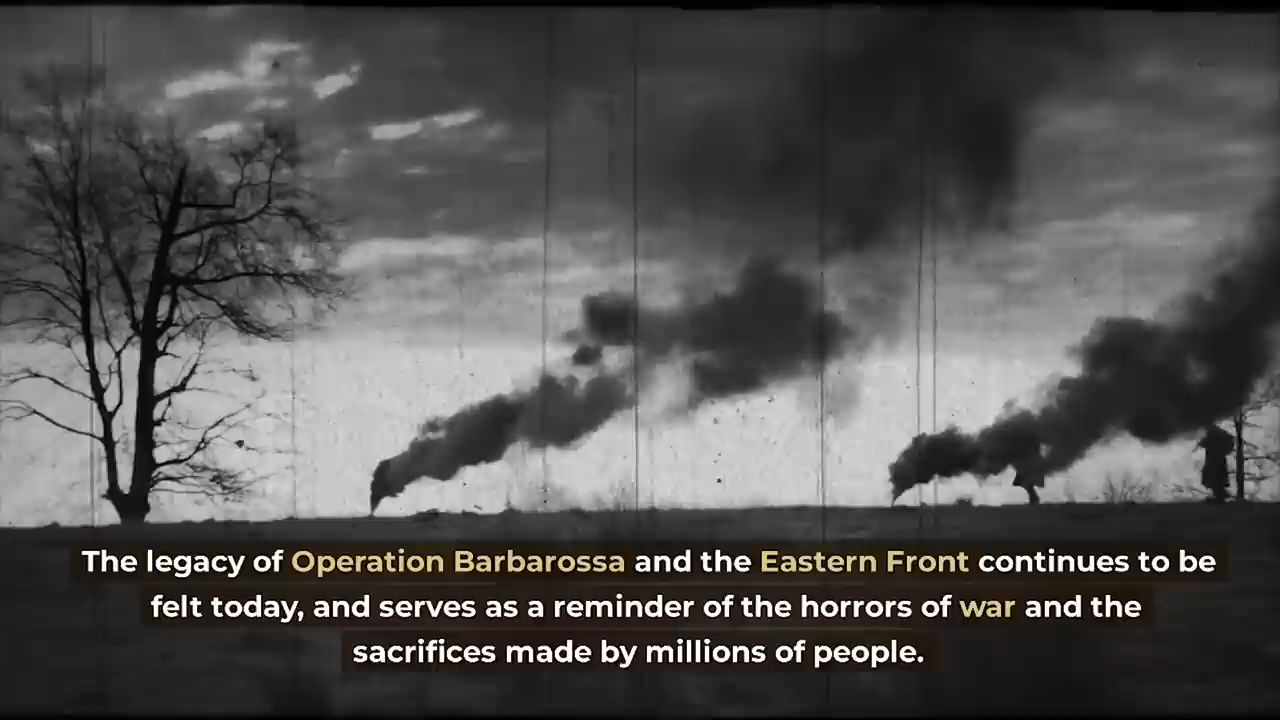 The legacy of Operation Barbarossa and the Eastern Front continues to be
felt today, and serves as a reminder of the horrors of war and the
sacrifices made by millions of people.